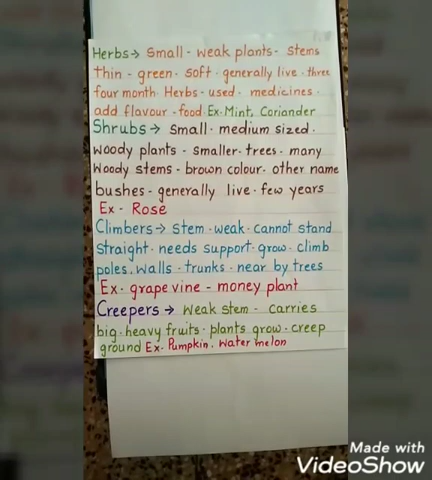 Herbs→ Small - weak plants - stems
thin - green - soft - generally live - three
four month. Herbs - used - medicines -
add flavour - food. Ex. Mint, Coriander
Shrubs → Small - medium sized -
woody plants - smaller - trees - many
woody stems - brown colour - other name
bushes - generally live - few years
Ex - Rose
Climbers → Stem - weak - cannot stand
straight - needs support - grow - climb
poles, walls - trunks - near by trees
Ex - grape vine - money plant
Creepers → weak stem - carries
big - heavy fruits - plants grow - creep
ground Ex. Pumpkin, water melon
Made with
VideoShow